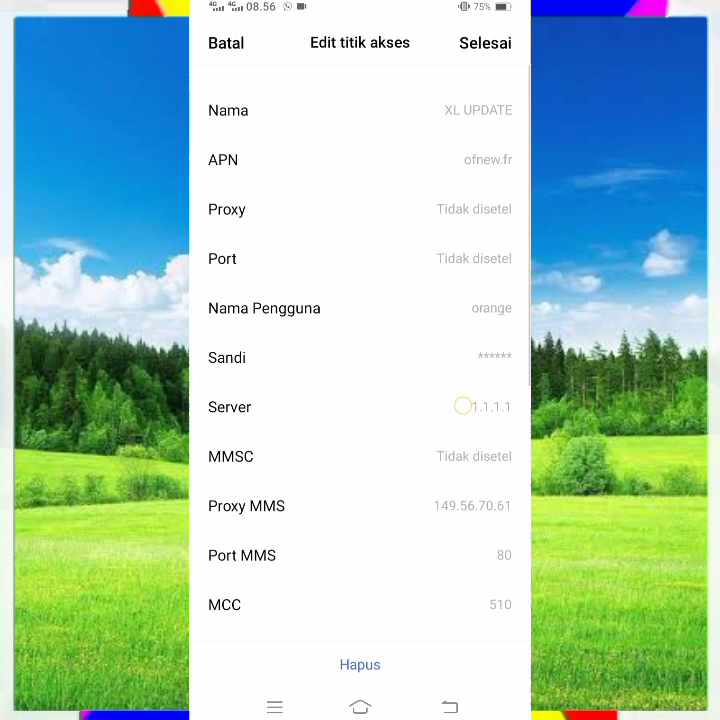 4G 4G 08.56 75%
Batal Edit titik akses Selesai
Nama XL UPDATE
APN ofnew.fr
Proxy Tidak disetel
Port Tidak disetel
Nama Pengguna orange
Sandi ******
Server 1.1.1.1
MMSC Tidak disetel
Proxy MMS 149.56.70.61
Port MMS 80
MCC 510
Hapus